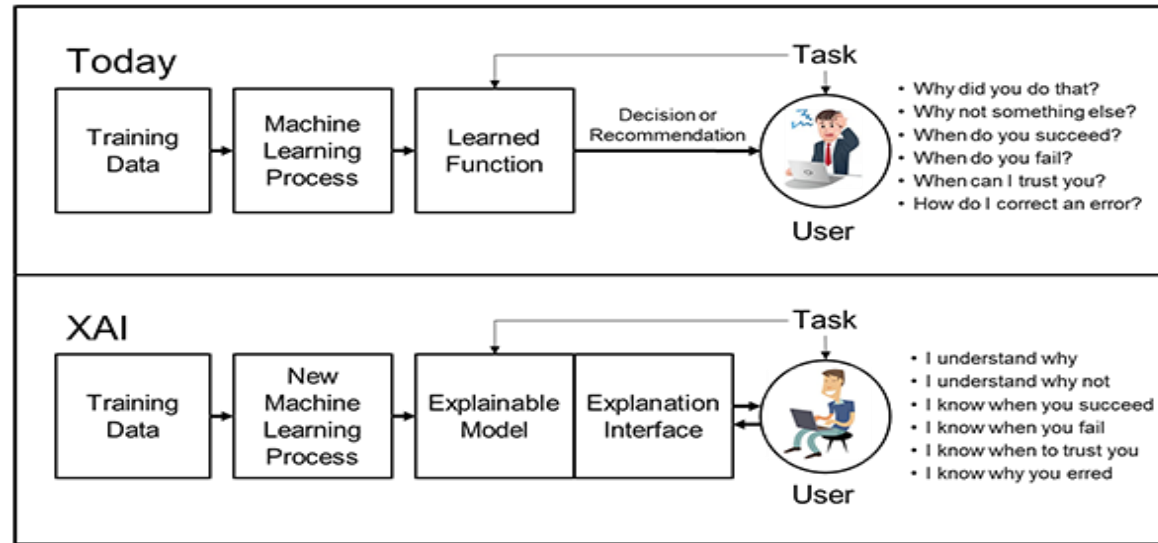 Today
Task
Training
Data
Machine
Learning
Process
Learned
Function
Decision or
Recommendation
User
• Why did you do that?
• Why not something else?
• When do you succeed?
• When do you fail?
• When can I trust you?
• How do I correct an error?
XAI
Task
Training
Data
New
Machine
Learning
Process
Explainable
Model
Explanation
Interface
User
• I understand why
• I understand why not
• I know when you succeed
• I know when you fail
• I know when to trust you
• I know why you erred